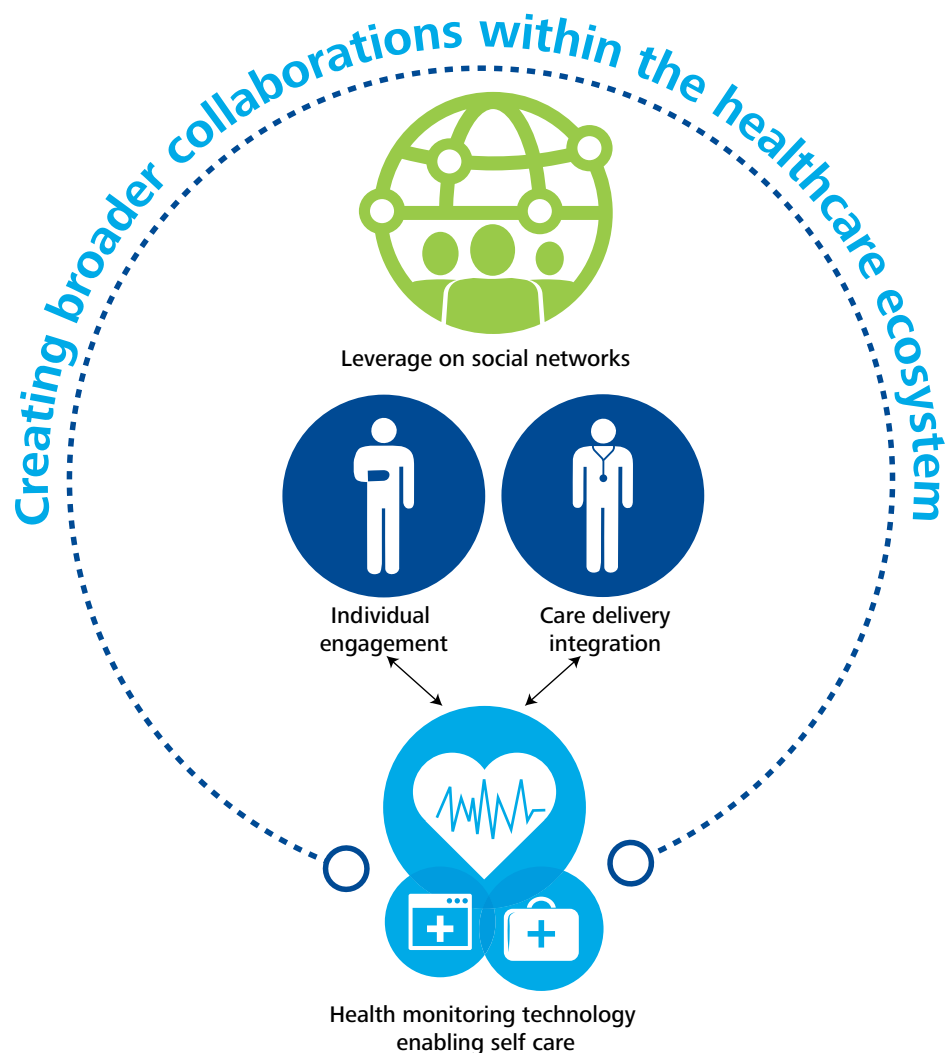 Creating broader collaborations within the healthcare ecosystem
Leverage on social networks
Individual
engagement
Care delivery
integration
Health monitoring technology
enabling self care